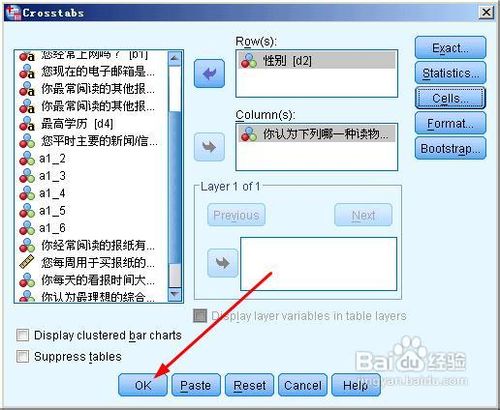 Crosstabs
您经常上网吗？ [b1]
您现在的电子邮箱是...
你最常阅读的其他报...
你最常阅读的其他报...
最高学历 [d4]
您平时主要的新闻/信...
a1_2
a1_3
a1_4
a1_5
a1_6
你经常阅读的报纸有...
您每周用于买报纸的...
你每天的看报时间大...
你认为最理想的综合...
Row(s):
性别 [d2]
Column(s):
你认为下列哪一种读物...
Layer 1 of 1
Previous
Next
Display layer variables in table layers
Exact...
Statistics...
Cells...
Format...
Bootstrap...
Display clustered bar charts
Suppress tables
OK
Paste
Reset
Cancel
Help
Baidu经验
jingyan.baidu.com